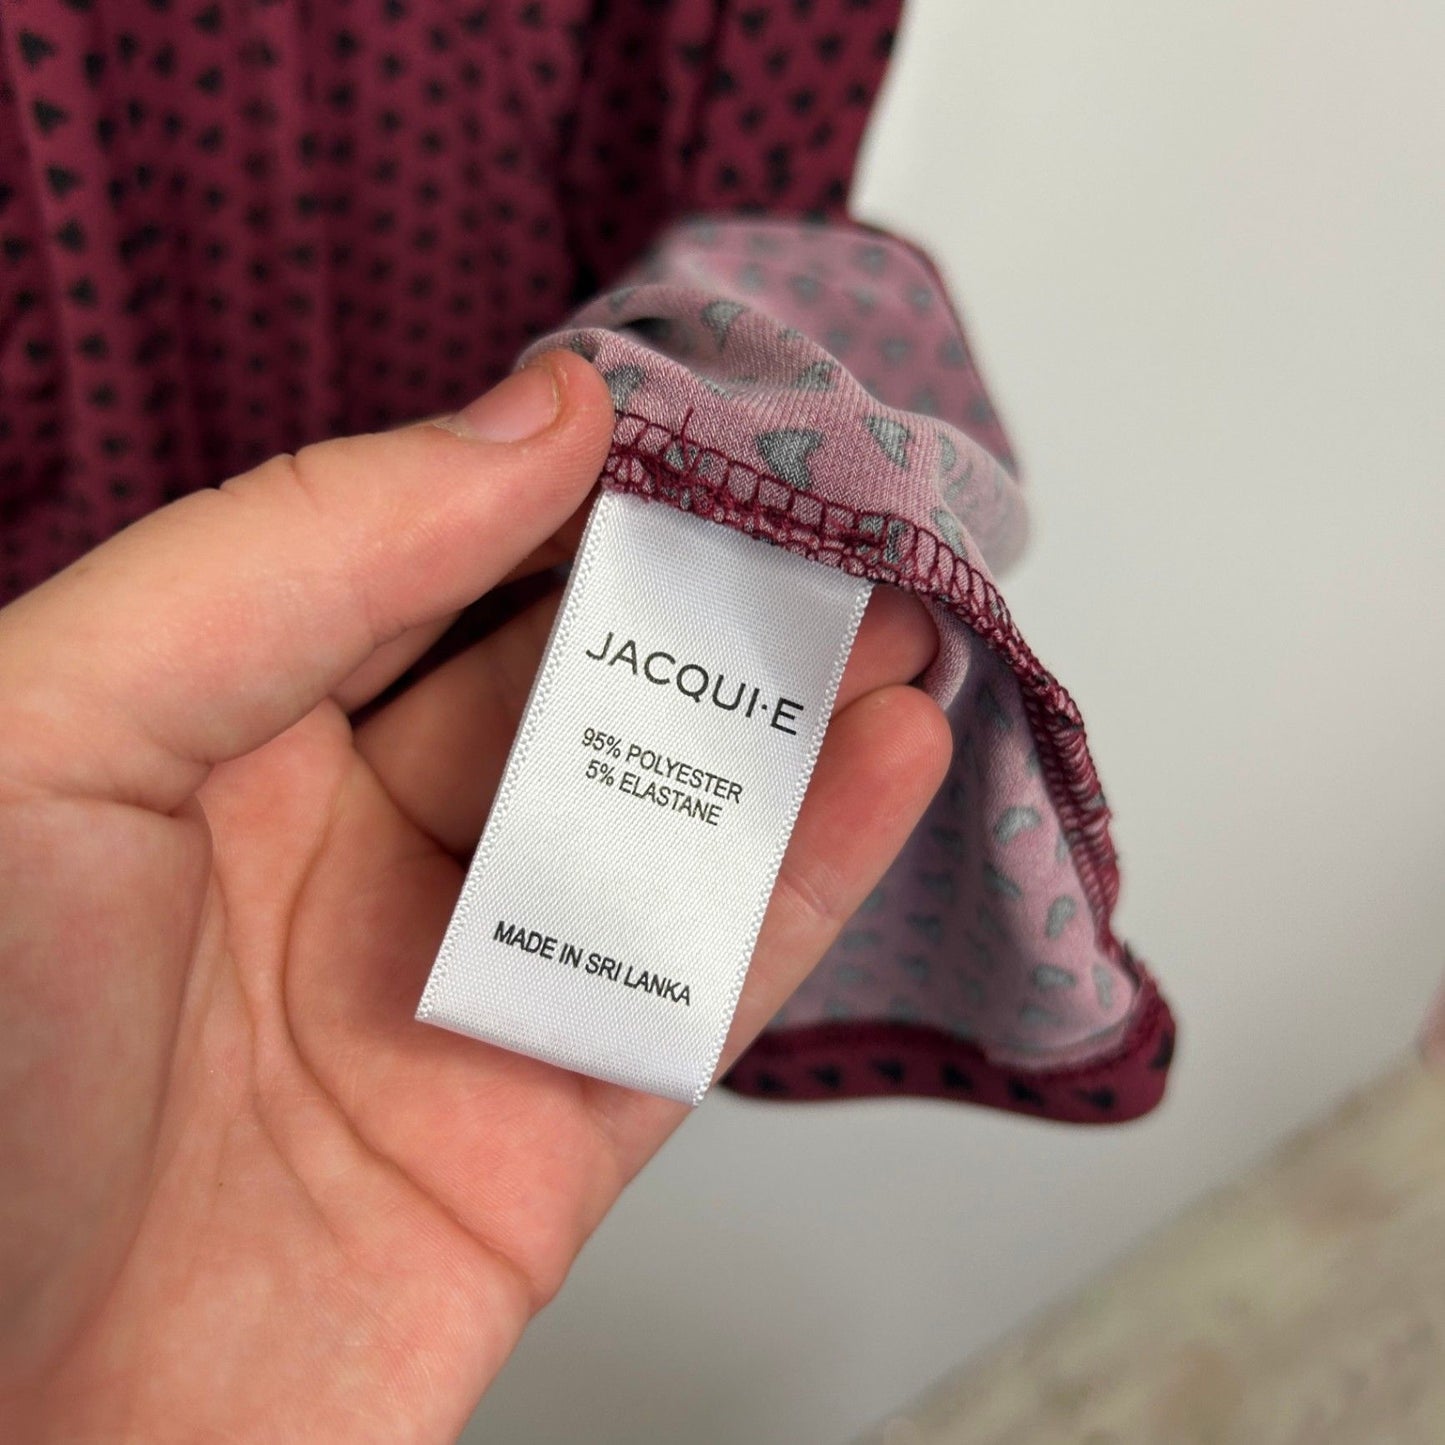 JACQUI·E
95% POLYESTER
5% ELASTANE
MADE IN SRI LANKA